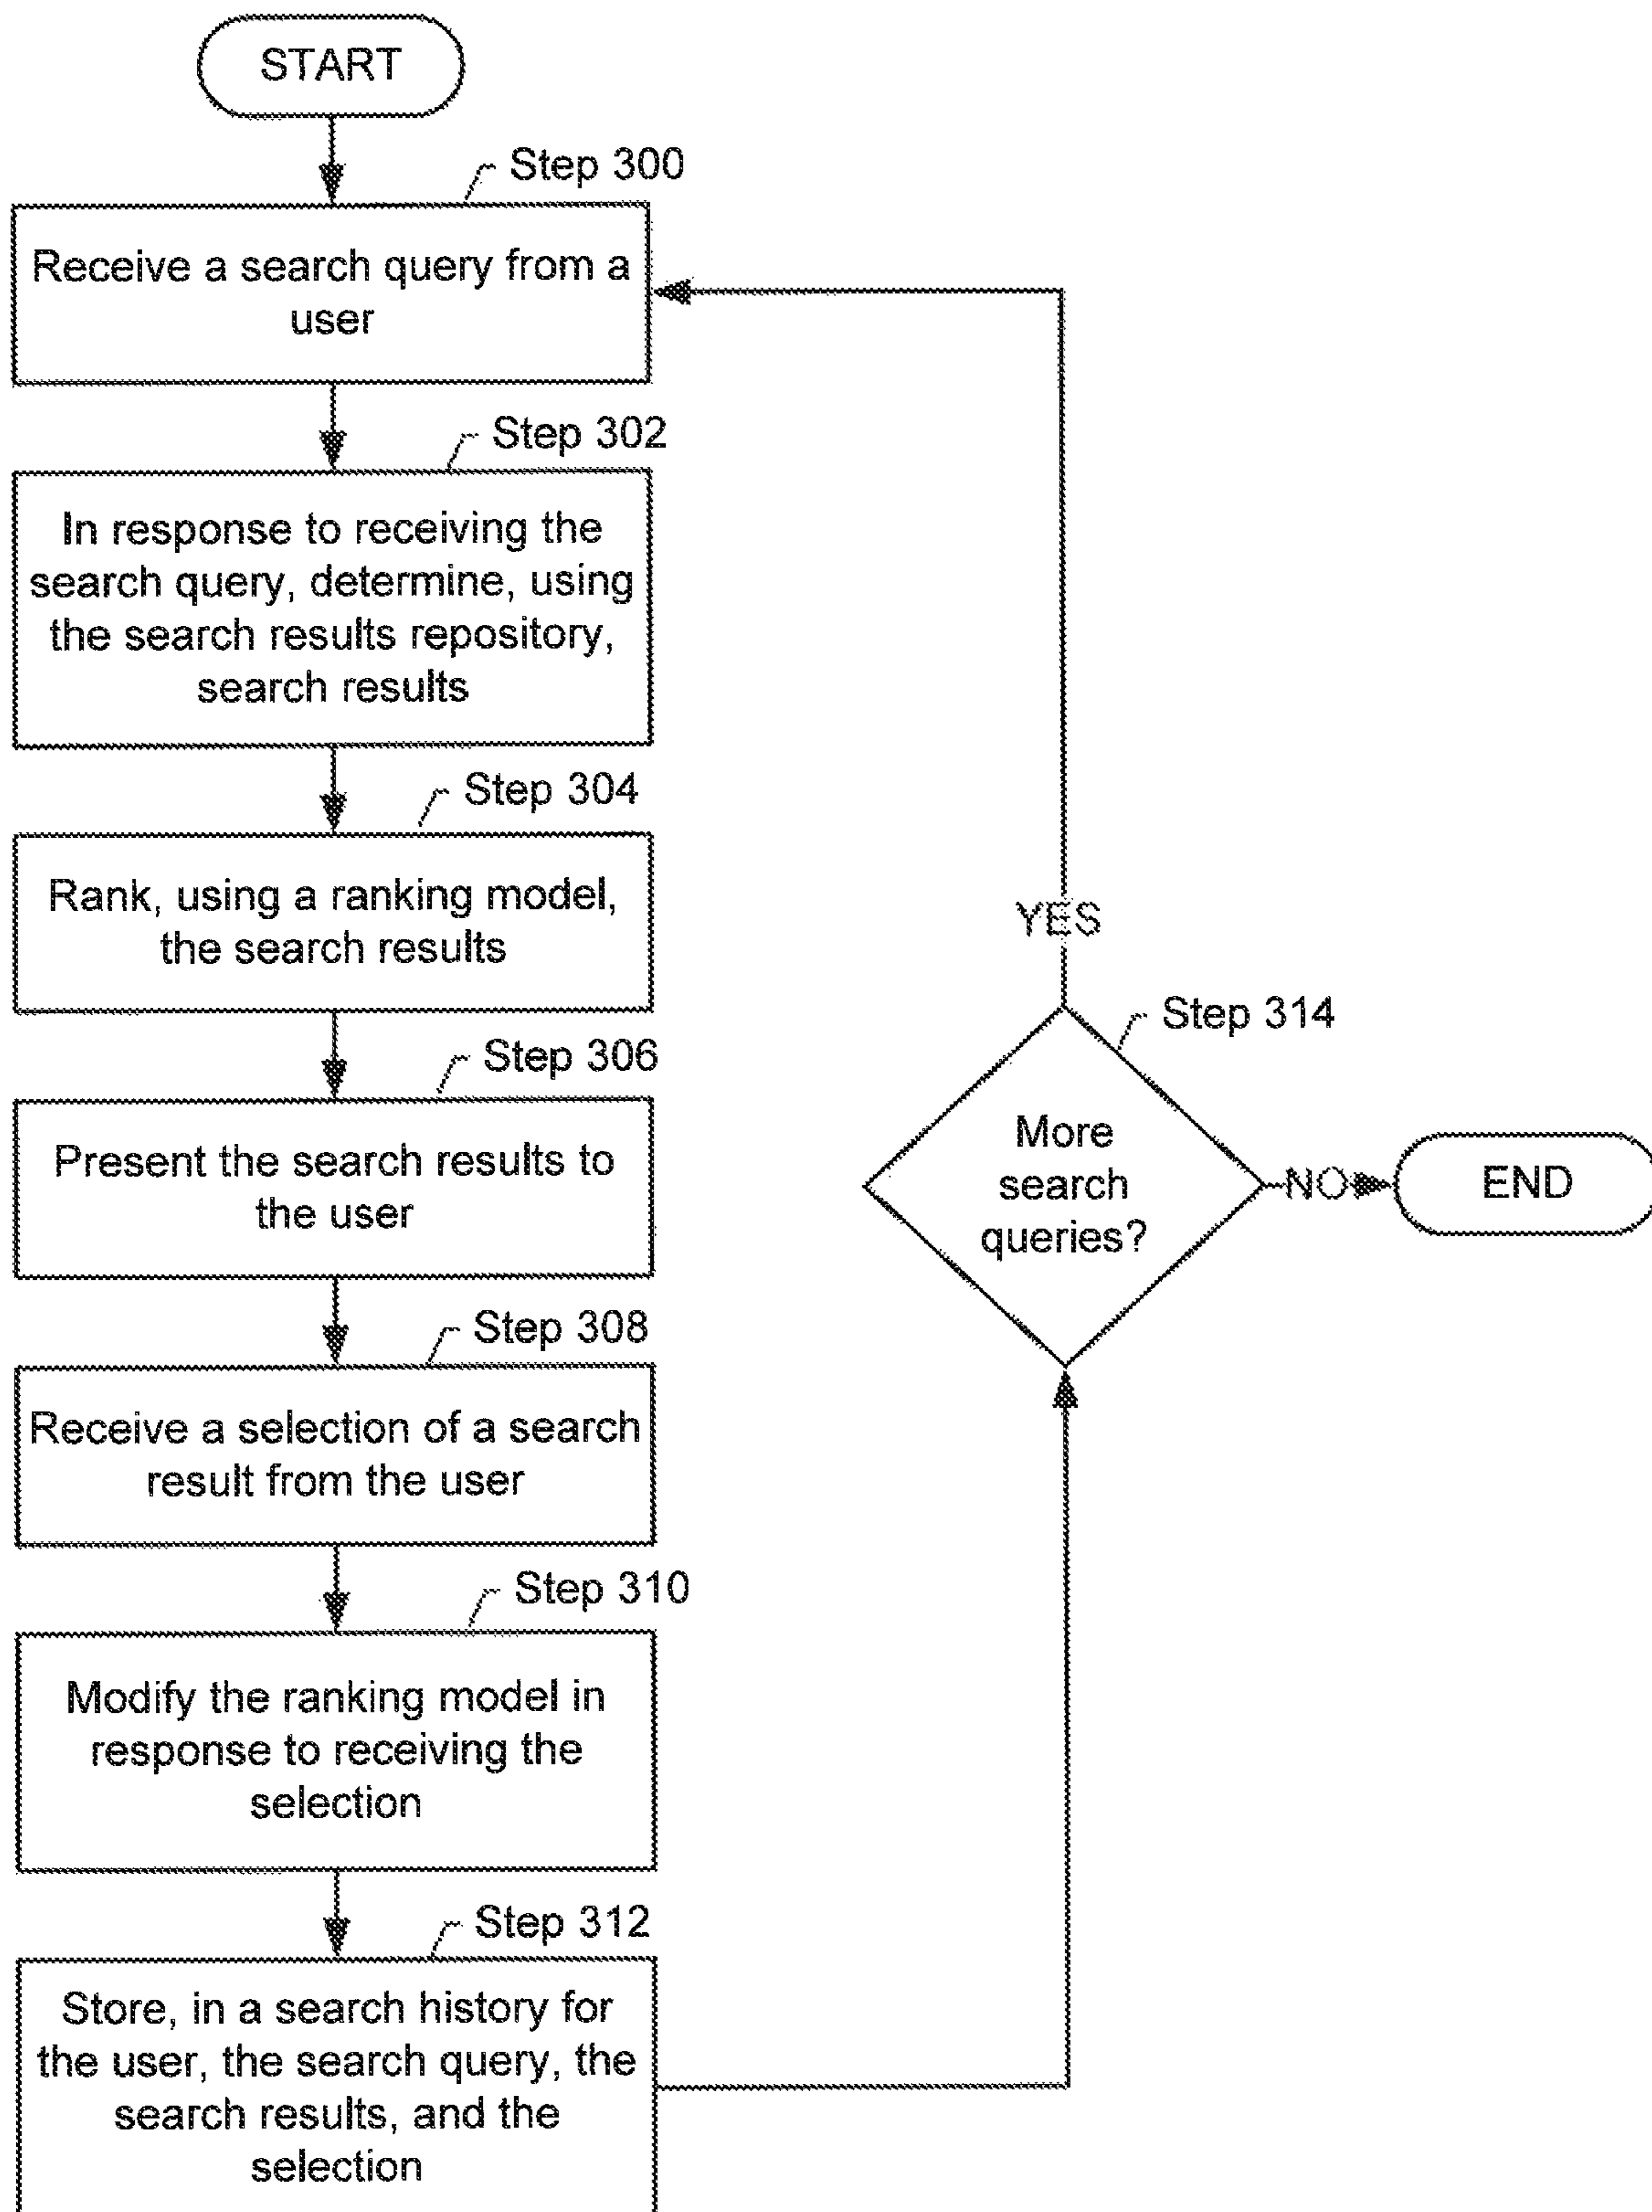 START
Step 300
Receive a search query from a
user
Step 302
In response to receiving the
search query, determine, using
the search results repository,
search results
Step 304
Rank, using a ranking model,
the search results
Step 306
Present the search results to
the user
Step 308
Receive a selection of a search
result from the user
Step 310
Modify the ranking model in
response to receiving the
selection
Step 312
Store, in a search history for
the user, the search query, the
search results, and the
selection
YES
Step 314
More
search
queries?
NO
END